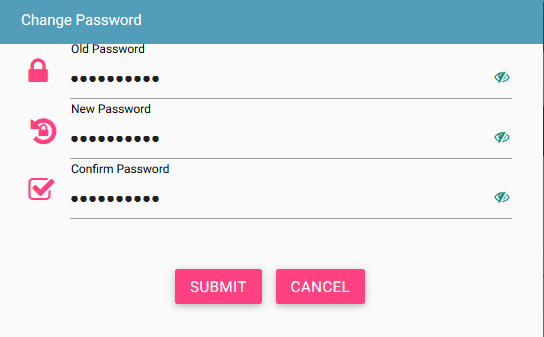 Change Password
Old Password
••••••••••
New Password
••••••••••
Confirm Password
••••••••••
SUBMIT CANCEL